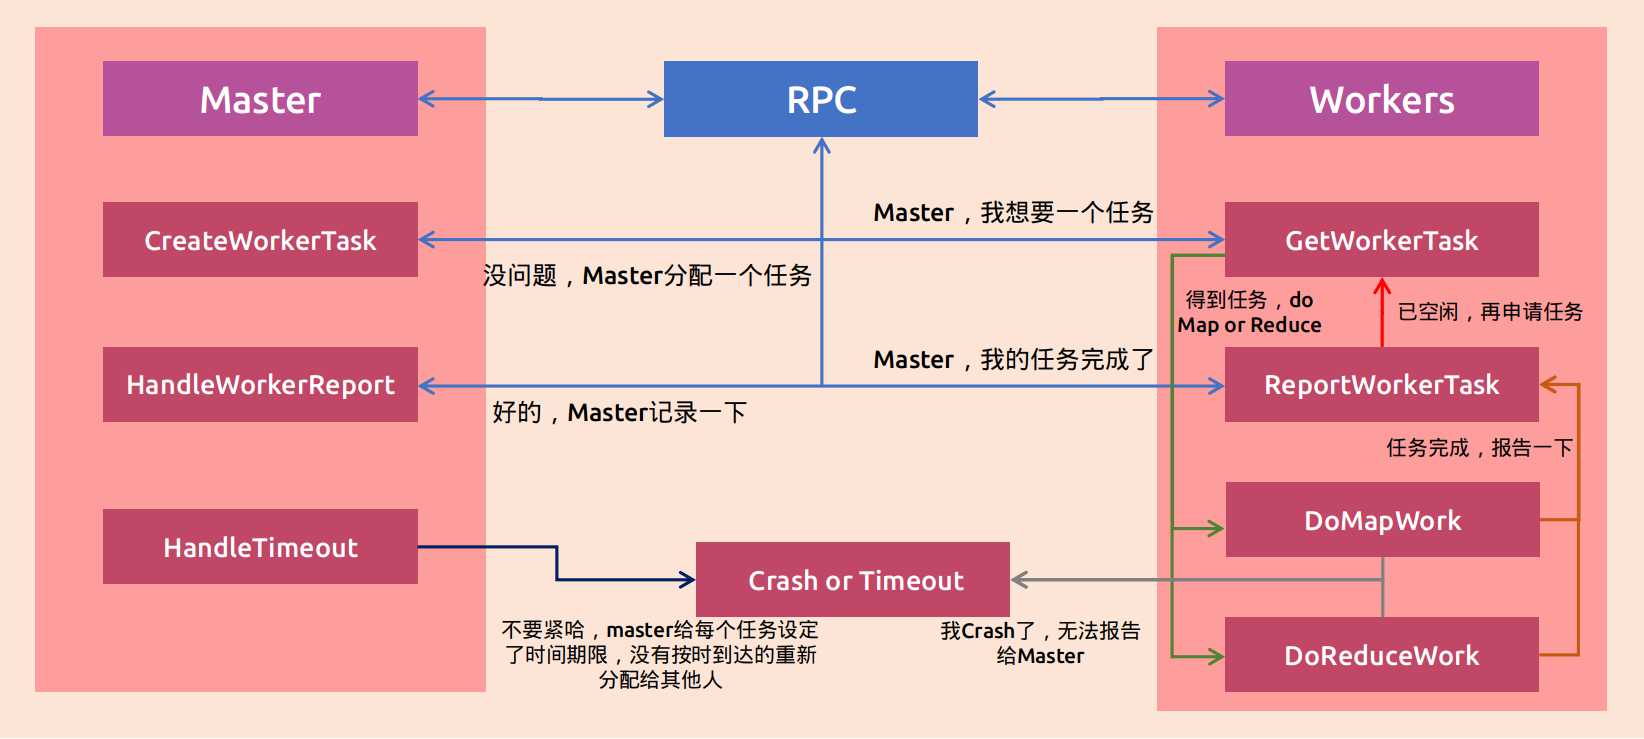 Master
RPC
Workers
Master，我想要一个任务
CreateWorkerTask
GetWorkerTask
没问题，Master分配一个任务
得到任务，do
Map or Reduce
已空闲，再申请任务
Master，我的任务完成了
HandleWorkerReport
ReportWorkerTask
好的，Master记录一下
任务完成，报告一下
DoMapWork
HandleTimeout
Crash or Timeout
不要紧哈，master给每个任务设定
了时间期限，没有按时到达的重新
分配给其他人
我Crash了，无法报告
给Master
DoReduceWork